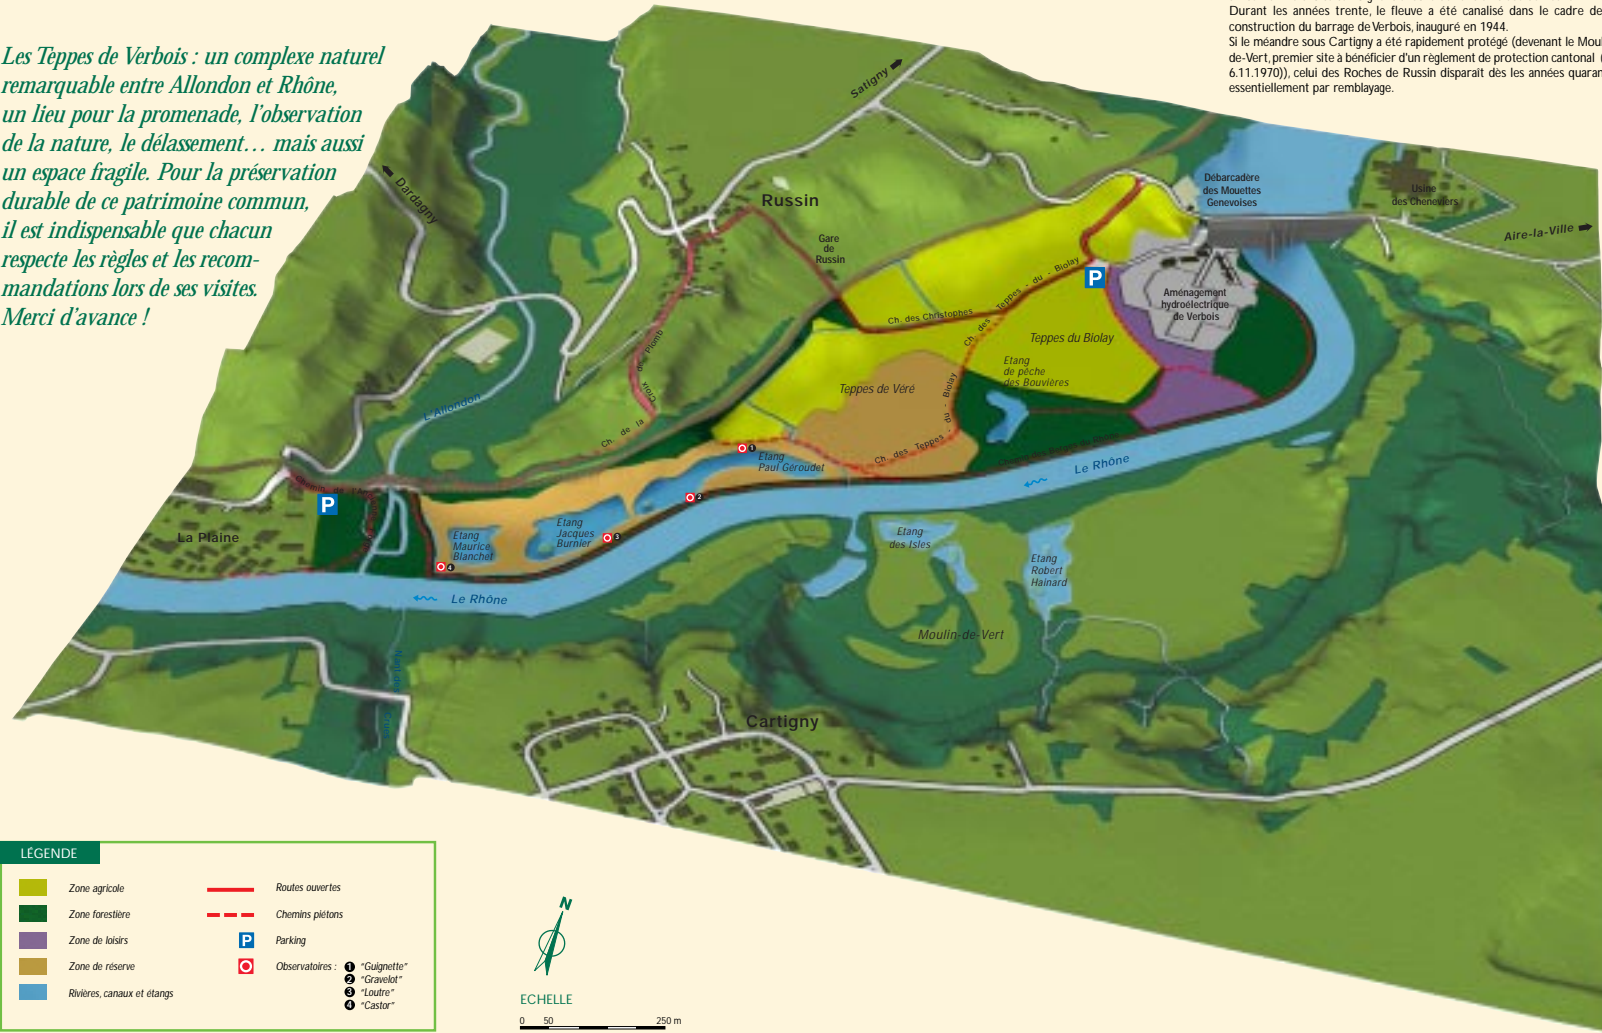 Les Teppes de Verbois : un complexe naturel
remarquable entre Allondon et Rhône,
un lieu pour la promenade, l'observation
de la nature, le délassement… mais aussi
un espace fragile. Pour la préservation
durable de ce patrimoine commun,
il est indispensable que chacun
respecte les règles et les recom-
mandations lors de ses visites.
Merci d'avance !
Durant les années trente, le fleuve a été canalisé dans le cadre de
construction du barrage de Verbois, inauguré en 1944.
Si le méandre sous Cartigny a été rapidement protégé (devenant le Moul
de-Vert, premier site à bénéficier d'un règlement de protection cantonal (
6.11.1970)), celui des Roches de Russin disparait dès les années quaran
essentiellement par remblayage.
Satigny
Dardagny
Russin
Gare
de
Russin
Débarcadère
des Mouettes
Genevoises
Usine
des Cheneviers
Aire-la-Ville
P
Aménagement
hydroélectrique
de Verbois
Ch. des Christophes
Ch. des Teppes - du - Biolay
Teppes du Biolay
Etang
de pêche
des Bouvières
Teppes de Véré
Ch. des Teppes - du - Biolay
Ch. de la Croix de Plomb
L'Allondon
1
Etang
Paul Géroudet
2
Le Rhône
P
La Plaine
Etang
Jacques
Burnier
3
Etang
Maurice
Blanchet
4
Etang
des Isles
Etang
Robert
Hainard
Le Rhône
Moulin-de-Vert
Cartigny
LÉGENDE
Zone agricole
Zone forestière
Zone de loisirs
Zone de réserve
Rivières, canaux et étangs
Routes ouvertes
Chemins piétons
P Parking
Observatoires : 1 "Guignette"
2 "Gravelot"
3 "Loutre"
4 "Castor"
N
ECHELLE
0 50 250 m